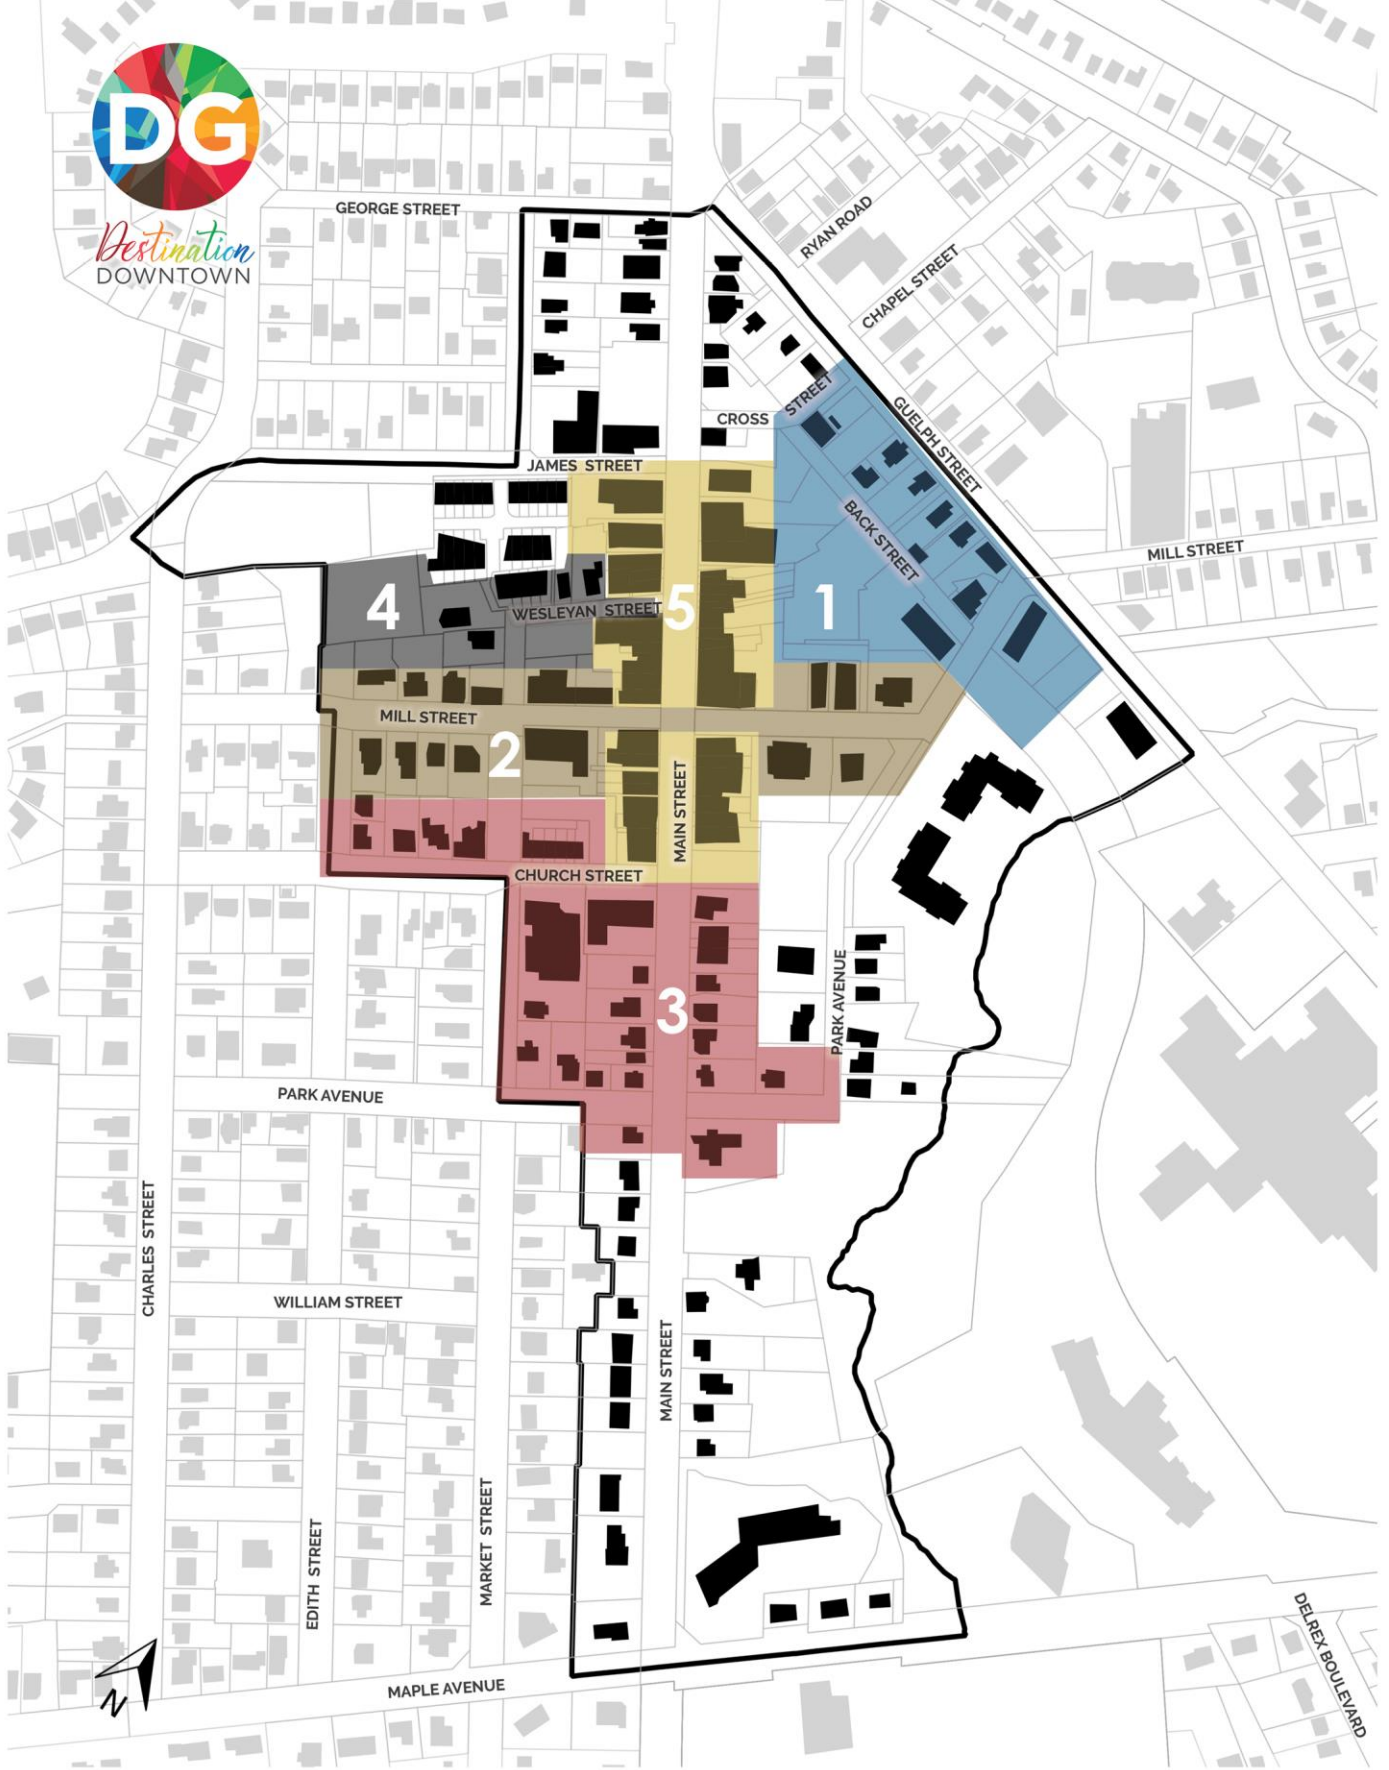 DG
Destination
DOWNTOWN
GEORGE STREET
RYAN ROAD
CHAPEL STREET
CROSS STREET
GUELPH STREET
JAMES STREET
BACK STREET
MILL STREET
4
WESLEYAN STREET
5
1
MILL STREET
2
MAIN STREET
CHURCH STREET
3
PARK AVENUE
PARK AVENUE
CHARLES STREET
WILLIAM STREET
MAIN STREET
MARKET STREET
EDITH STREET
DELREX BOULEVARD
N
MAPLE AVENUE